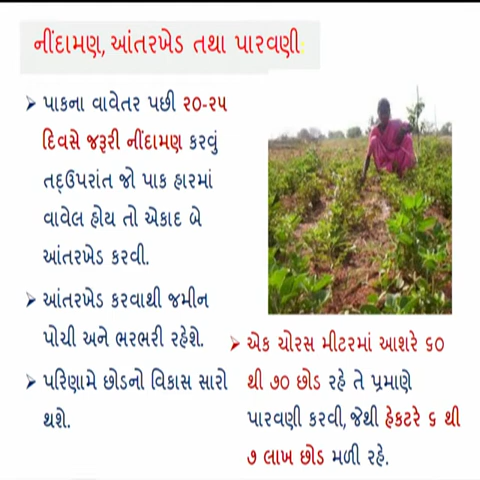 નીંદામણ, આંતરખેડ તથા પારવણી
➢ પાકના વાવેતર પછી ૨૦-૨૫
દિવસે જરૂરી નીંદામણ કરવું
તદ્ઉપરાંત જો પાક હારમાં
વાવેલ હોય તો એકાદ બે
આંતરખેડ કરવી.
➢ આંતરખેડ કરવાથી જમીન
પોચી અને ભરભરી રહેશે.
➢ પરિણામે છોડનો વિકાસ સારો
થશે.
➢ એક ચોરસ મીટરમાં આશરે ૬૦
થી ૭૦ છોડ રહે તે પ્રમાણે
પારવણી કરવી, જેથી હેકટરે ૬ થી
૭ લાખ છોડ મળી રહે.